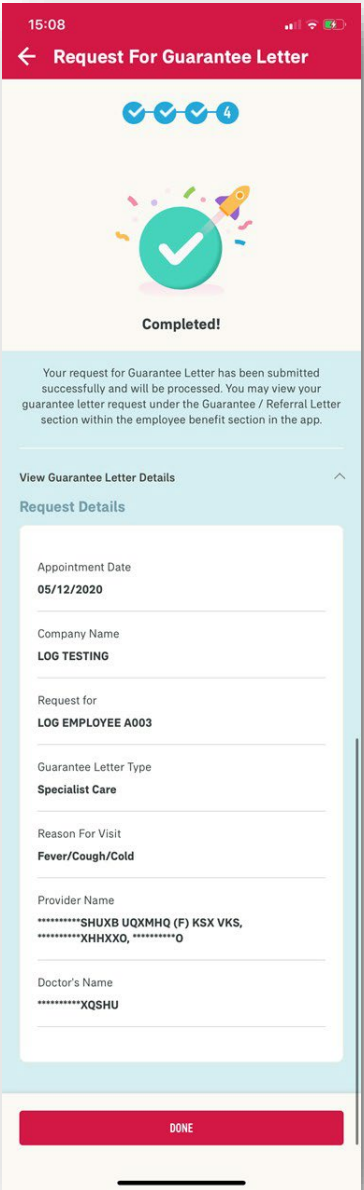 15:08
Request For Guarantee Letter
4
Completed!
Your request for Guarantee Letter has been submitted
successfully and will be processed. You may view your
guarantee letter request under the Guarantee / Referral Letter
section within the employee benefit section in the app.
View Guarantee Letter Details
Request Details
Appointment Date
05/12/2020
Company Name
LOG TESTING
Request for
LOG EMPLOYEE A003
Guarantee Letter Type
Specialist Care
Reason For Visit
Fever/Cough/Cold
Provider Name
**********SHUXB UQXMHQ (F) KSX VKS,
**********XHHXXO, **********O
Doctor's Name
**********XQSHU
DONE